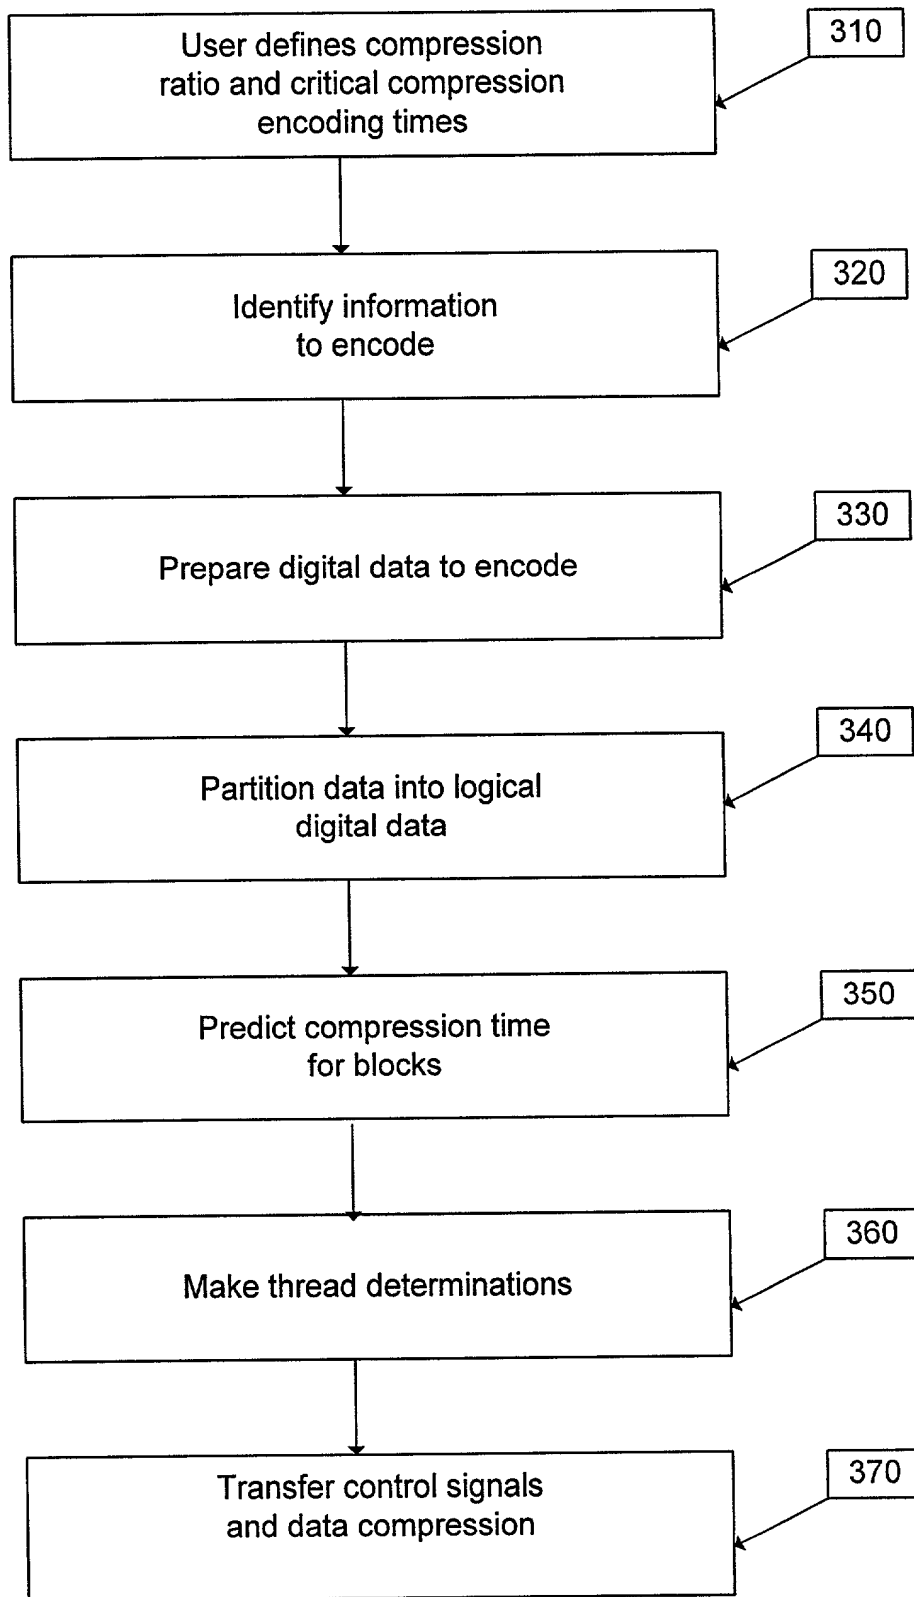 User defines compression
ratio and critical compression
encoding times
310
Identify information
to encode
320
Prepare digital data to encode
330
Partition data into logical
digital data
340
Predict compression time
for blocks
350
Make thread determinations
360
Transfer control signals
and data compression
370